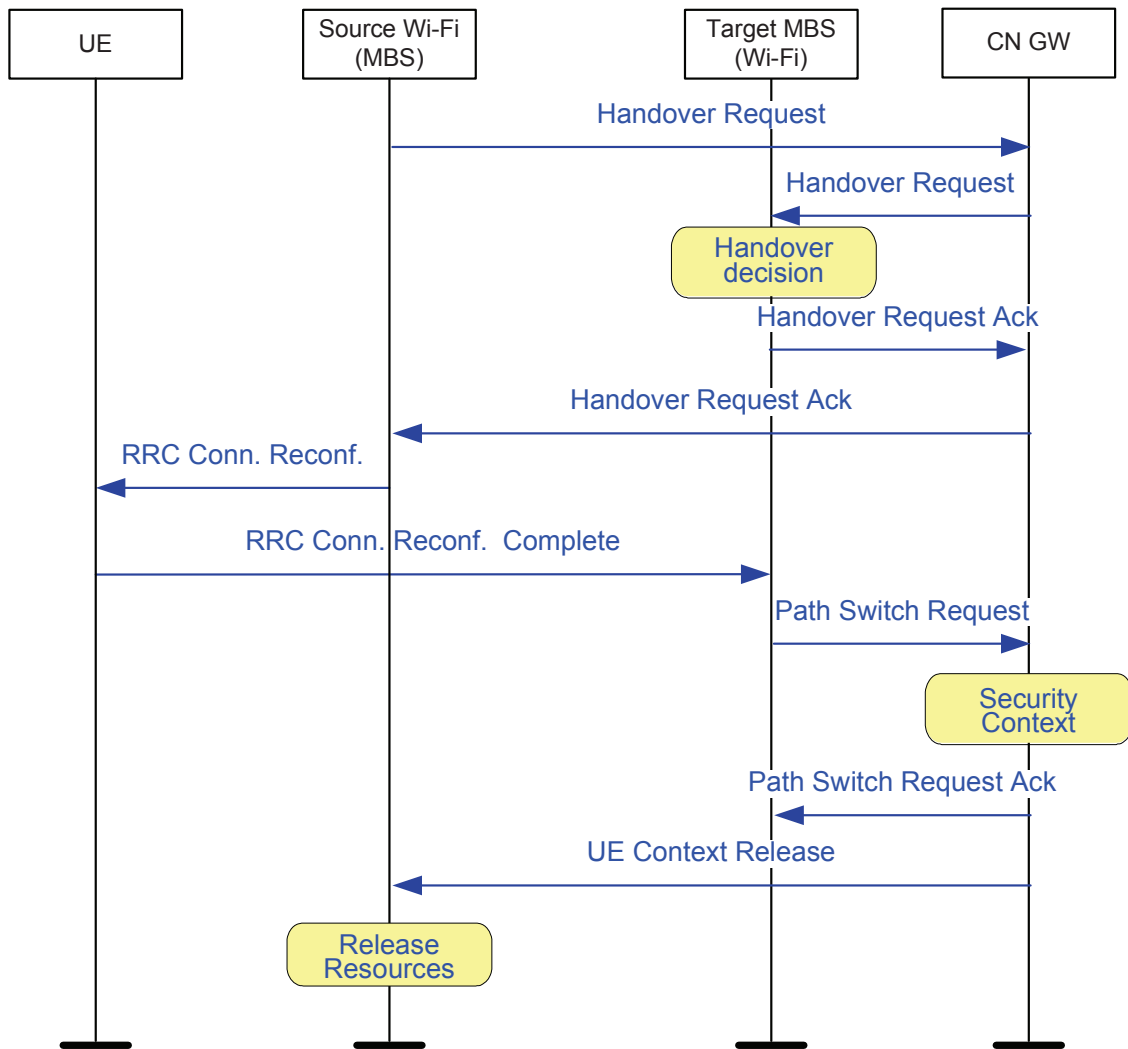 UE
Source Wi-Fi
(MBS)
Target MBS
(Wi-Fi)
CN GW
Handover Request
Handover Request
Handover
decision
Handover Request Ack
Handover Request Ack
RRC Conn. Reconf.
RRC Conn. Reconf. Complete
Path Switch Request
Security
Context
Path Switch Request Ack
UE Context Release
Release
Resources